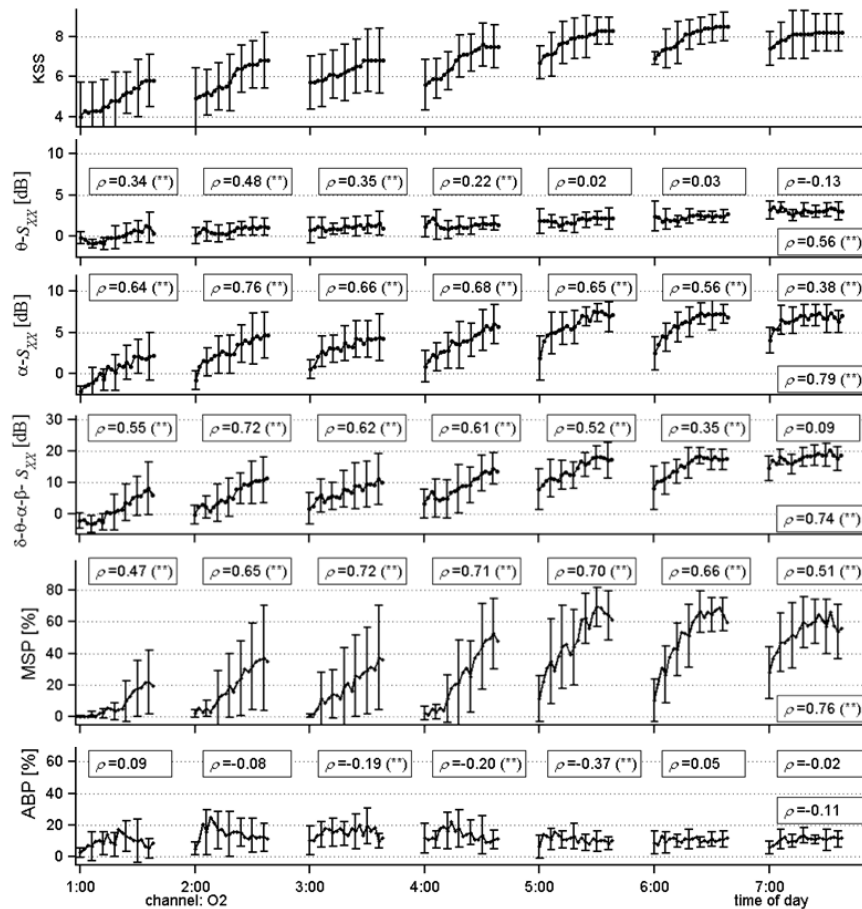 KSS
8
6
4
θ-S_XX [dB]
10
5
0
ρ=0.34 (**) ρ=0.48 (**) ρ=0.35 (**) ρ=0.22 (**) ρ=0.02 ρ=0.03 ρ=-0.13
ρ=0.56 (**)
α-S_XX [dB]
10
5
0
ρ=0.64 (**) ρ=0.76 (**) ρ=0.66 (**) ρ=0.68 (**) ρ=0.65 (**) ρ=0.56 (**) ρ=0.38 (**)
ρ=0.79 (**)
δ-θ-α-β- S_XX [dB]
30
20
10
0
ρ=0.55 (**) ρ=0.72 (**) ρ=0.62 (**) ρ=0.61 (**) ρ=0.52 (**) ρ=0.35 (**) ρ=0.09
ρ=0.74 (**)
MSP [%]
80
60
40
20
0
ρ=0.47 (**) ρ=0.65 (**) ρ=0.72 (**) ρ=0.71 (**) ρ=0.70 (**) ρ=0.66 (**) ρ=0.51 (**)
ρ=0.76 (**)
ABP [%]
60
40
20
0
ρ=0.09 ρ=-0.08 ρ=-0.19 (**) ρ=-0.20 (**) ρ=-0.37 (**) ρ=0.05 ρ=-0.02
ρ=-0.11
1:00 2:00 3:00 4:00 5:00 6:00 7:00
channel: O2 time of day